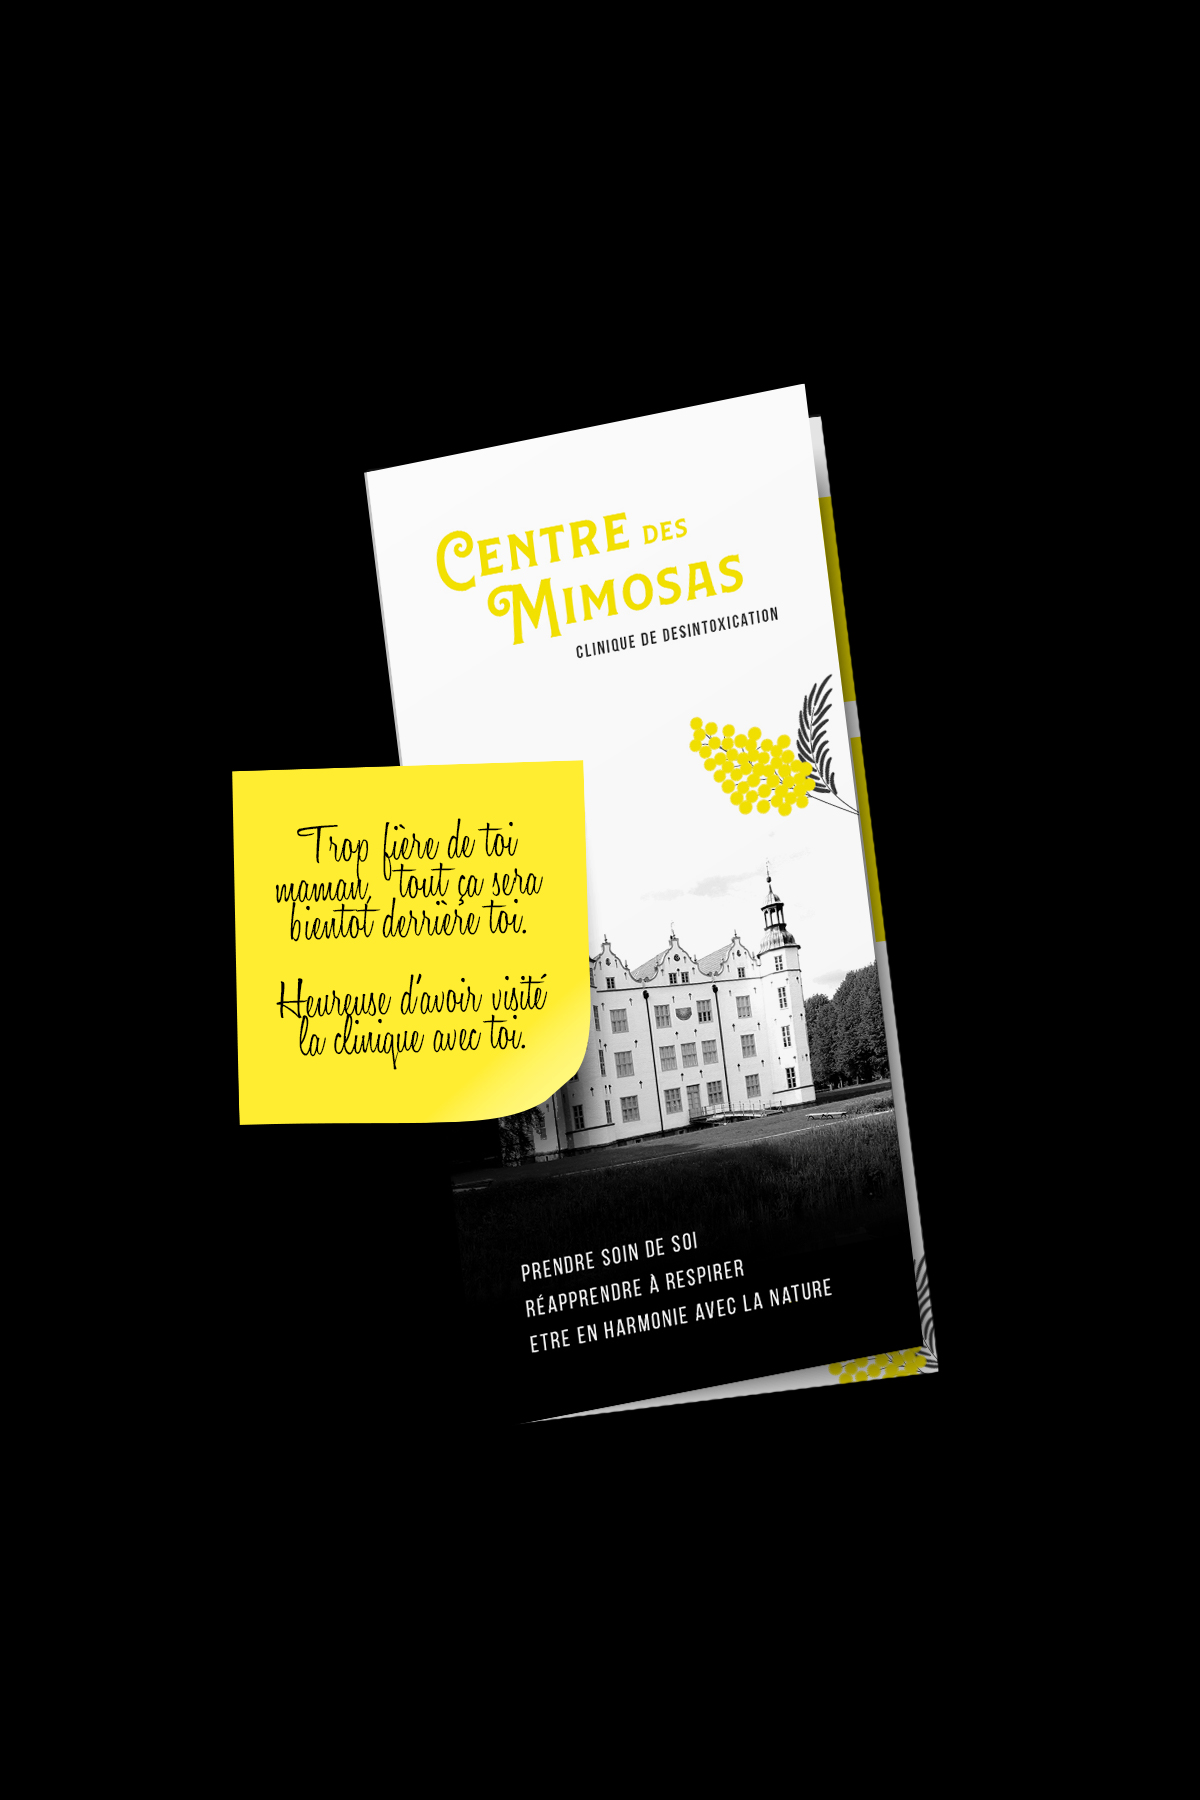 CENTRE DES
MIMOSAS
CLINIQUE DE DESINTOXICATION
Trop fière de toi
maman, tout ça sera
bientot derrière toi.
Heureuse d'avoir visité
la clinique avec toi.
PRENDRE SOIN DE SOI
RÉAPPRENDRE À RESPIRER
ETRE EN HARMONIE AVEC LA NATURE